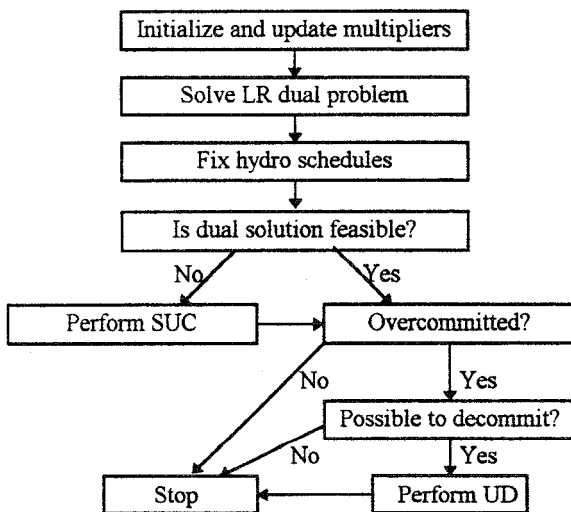 Initialize and update multipliers
Solve LR dual problem
Fix hydro schedules
Is dual solution feasible?
No
Yes
Perform SUC
Overcommitted?
No
Yes
Possible to decommit?
No
Yes
Stop
Perform UD